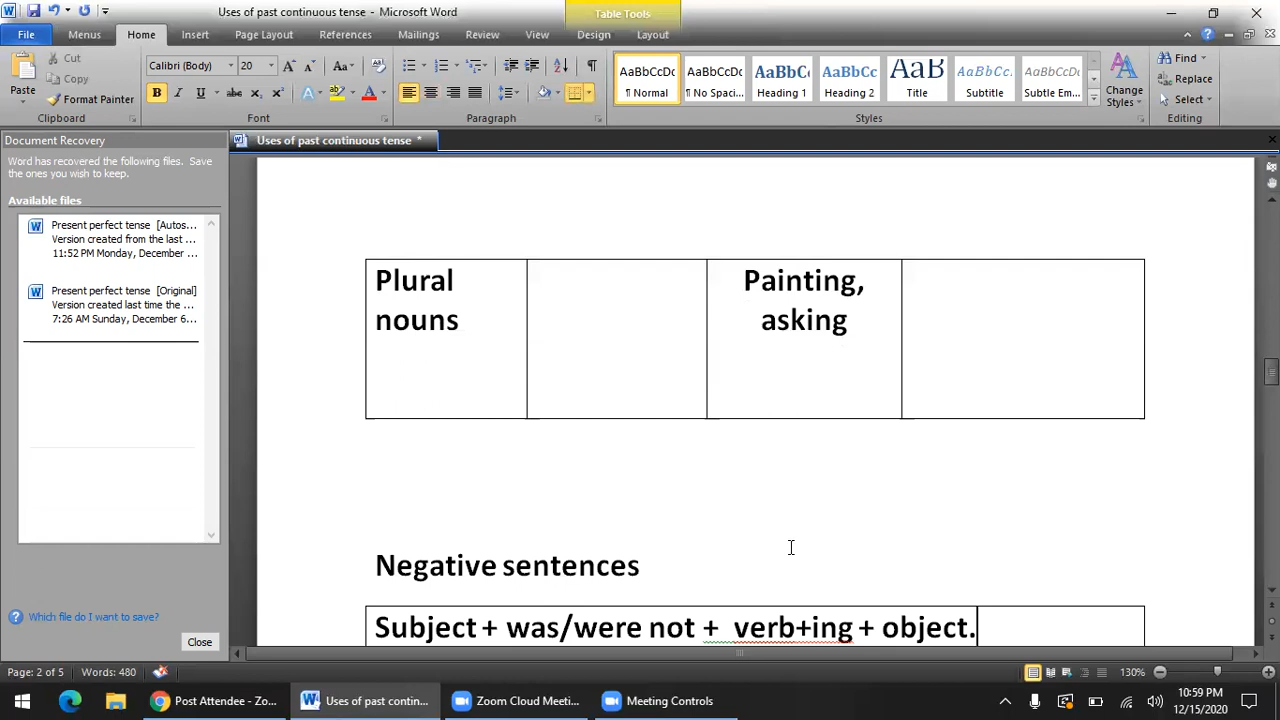 Uses of past continuous tense - Microsoft Word
Table Tools
File Menus Home Insert Page Layout References Mailings Review View Design Layout
Cut
Copy
Format Painter
Paste
Clipboard
Calibri (Body) 20
Font
Paragraph
AaBbCcDc AaBbCcDc AaBbC AaBbCc AaB AaBbCcDc AaBbCcDc
¶ Normal ¶ No Spaci... Heading 1 Heading 2 Title Subtitle Subtle Em...
Change
Styles
Styles
Find
Replace
Select
Editing
Document Recovery
Word has recovered the following files. Save
the ones you wish to keep.
Available files
Present perfect tense [Autos...
Version created from the last ...
11:52 PM Monday, December ...
Present perfect tense [Original]
Version created last time the ...
7:26 AM Sunday, December 6...
Which file do I want to save?
Close
Uses of past continuous tense *
Plural
nouns
Painting,
asking
Negative sentences
Subject + was/were not + verb+ing + object.
Page: 2 of 5 Words: 480 130%
Post Attendee - Zo... Uses of past contin... Zoom Cloud Meeti... Meeting Controls
10:59 PM
12/15/2020